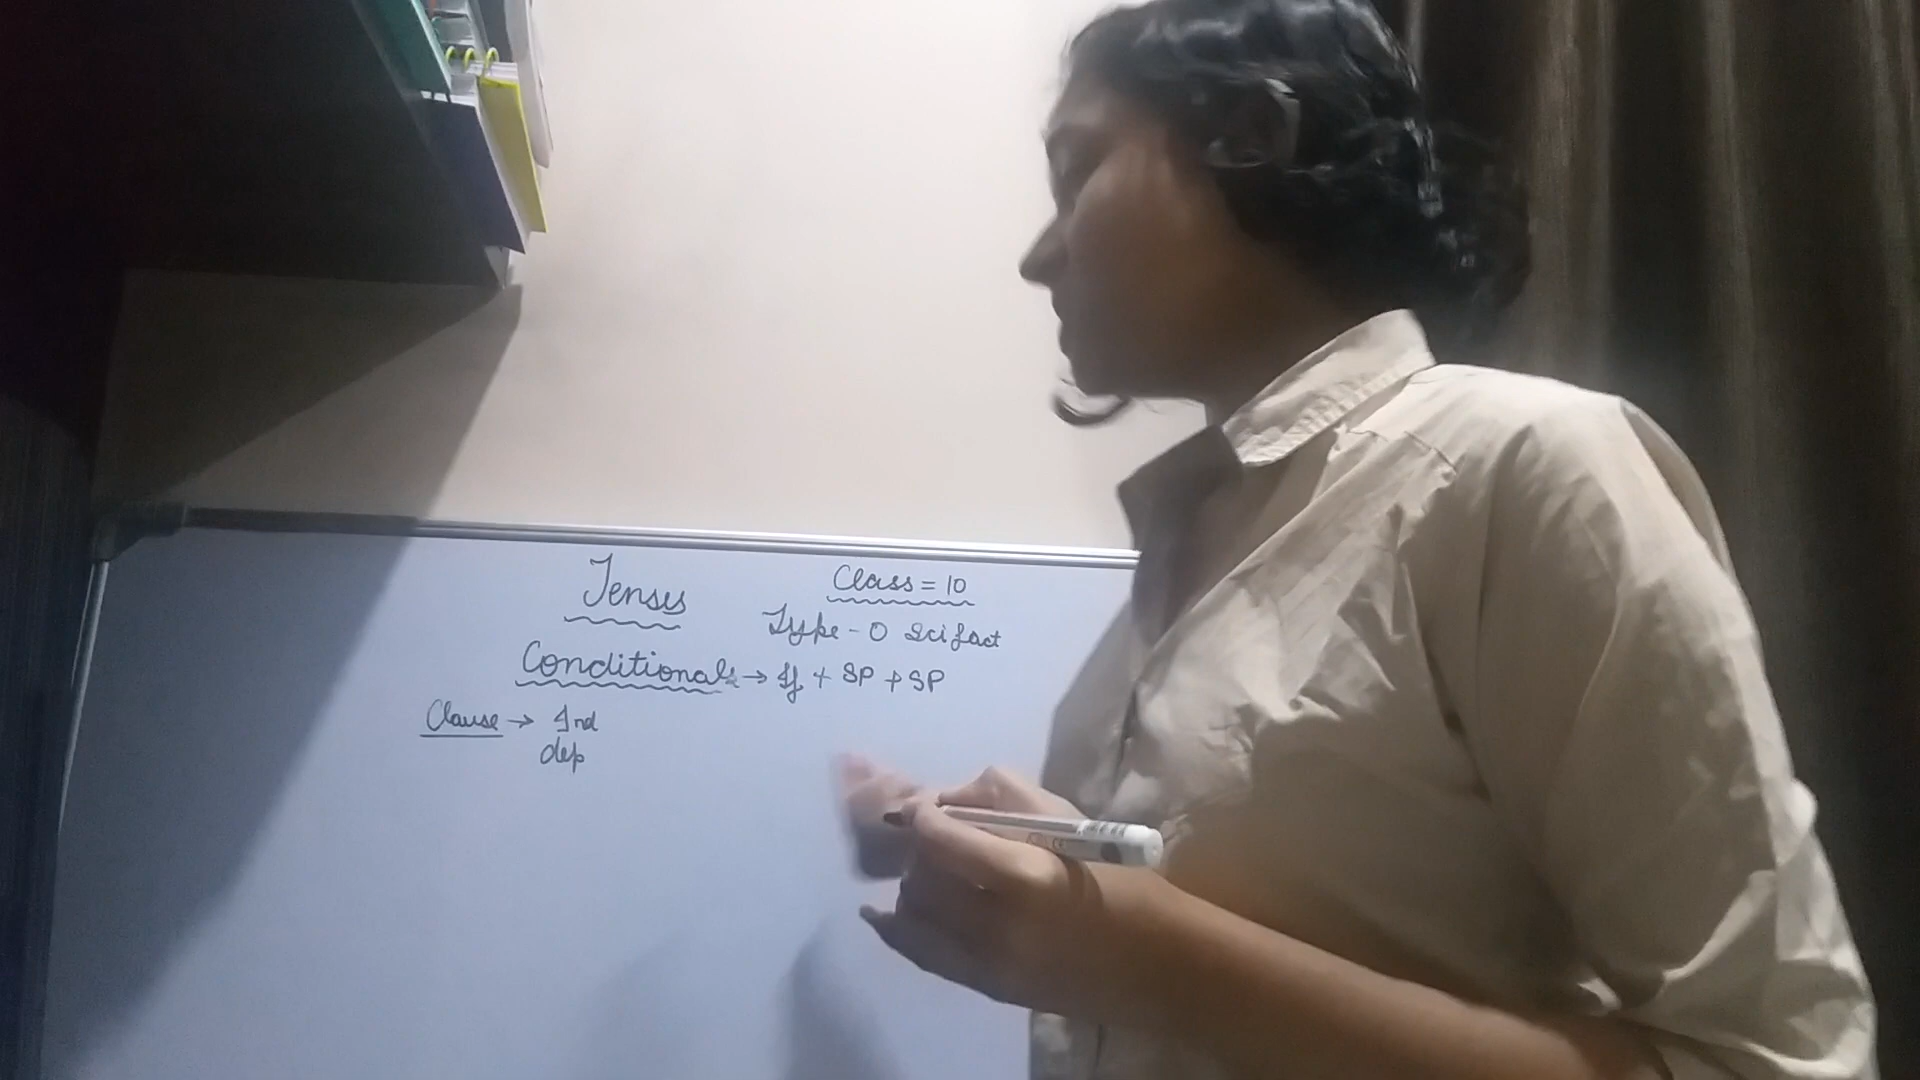 Tenses
Class = 10
Type - 0 Sci fact
Conditionals → If + SP + SP
Clause → Ind
dep